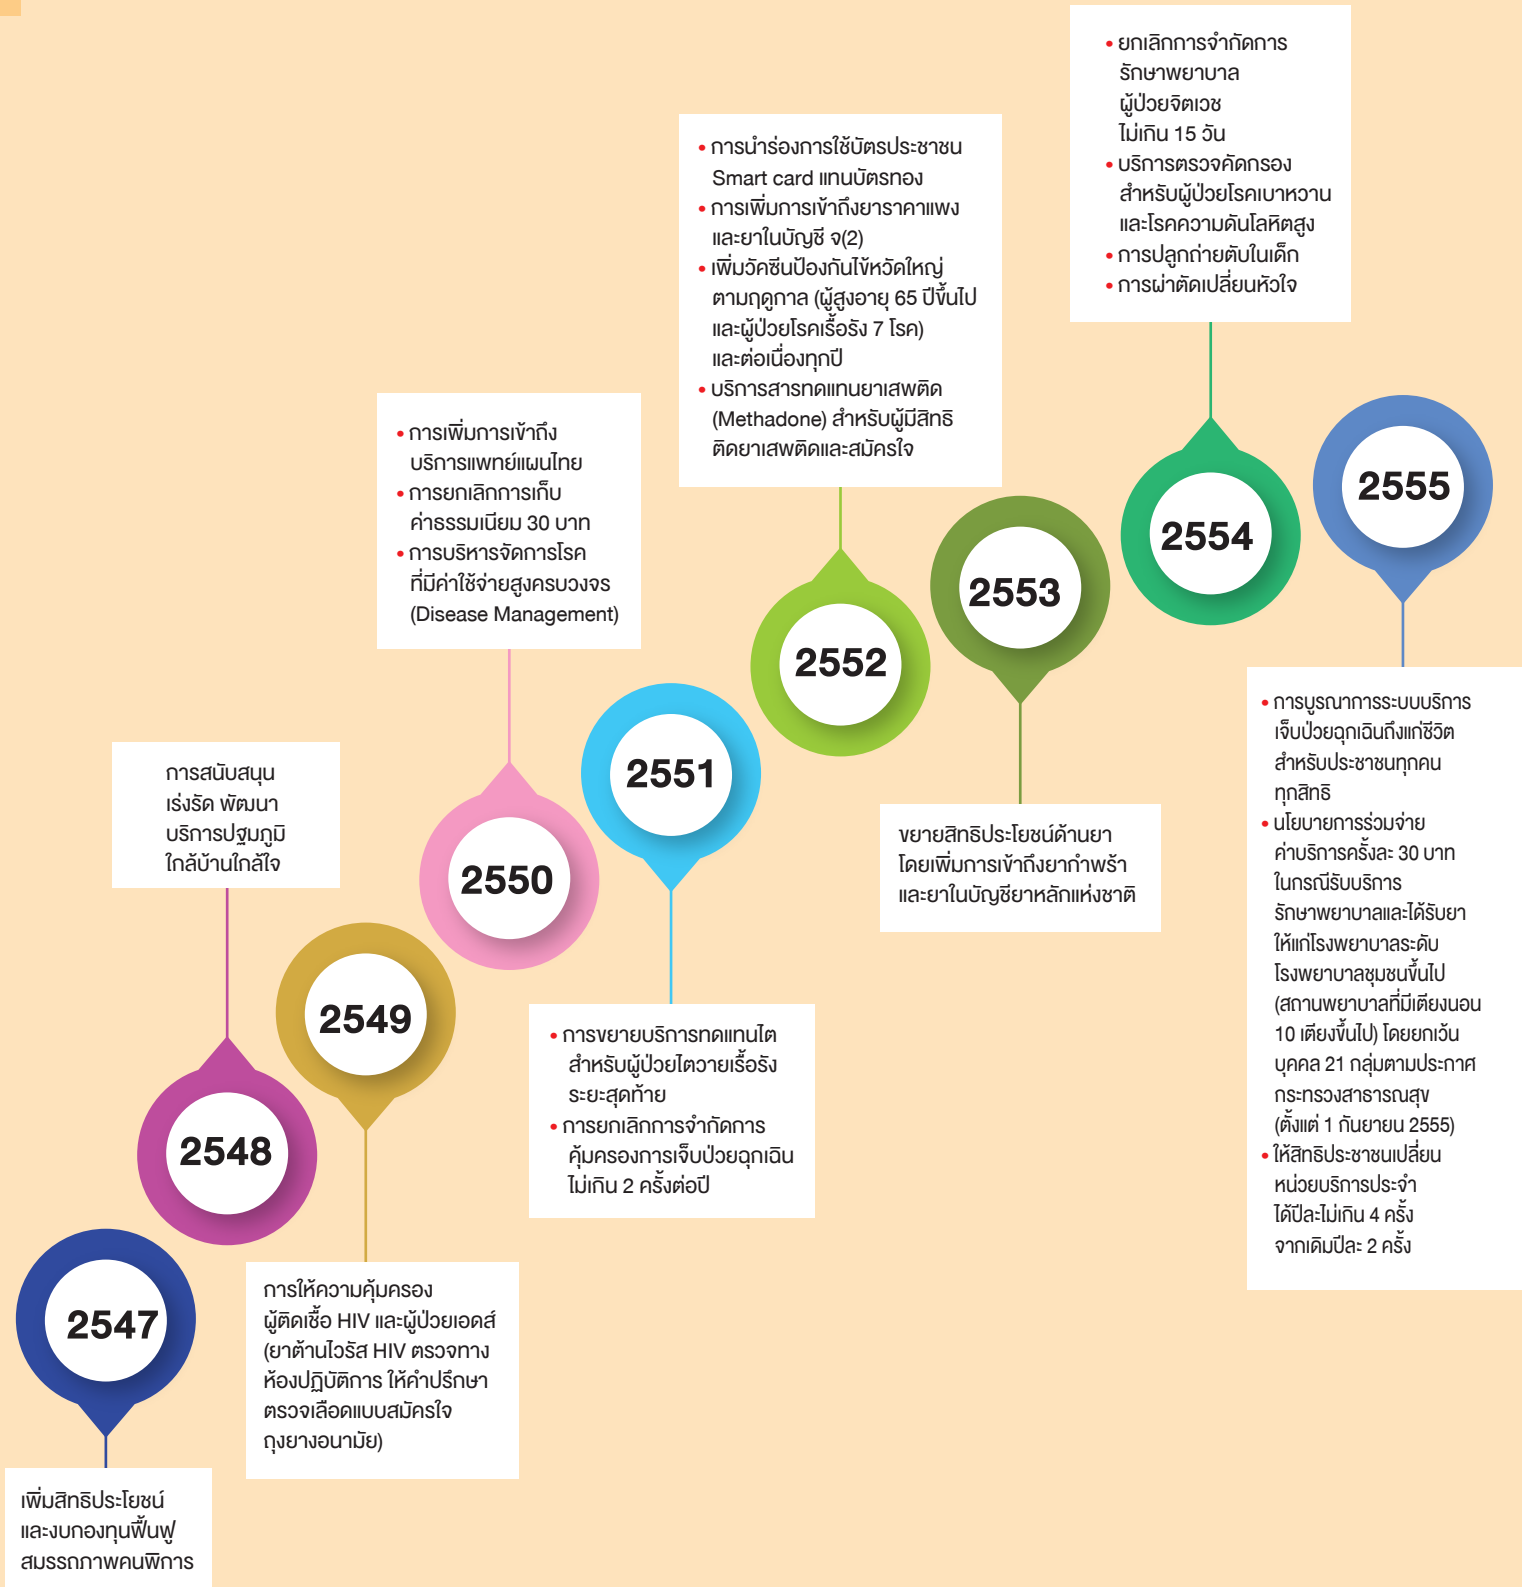 2547
เพิ่มสิทธิประโยชน์
และงบกองทุนฟื้นฟู
สมรรถภาพคนพิการ
2548
การสนับสนุน
เร่งรัด พัฒนา
บริการปฐมภูมิ
ใกล้บ้านใกล้ใจ
2549
การให้ความคุ้มครอง
ผู้ติดเชื้อ HIV และผู้ป่วยเอดส์
(ยาต้านไวรัส HIV ตรวจทาง
ห้องปฏิบัติการ ให้คำปรึกษา
ตรวจเลือดแบบสมัครใจ
ถุงยางอนามัย)
2550
• การเพิ่มการเข้าถึง
บริการแพทย์แผนไทย
• การยกเลิกการเก็บ
ค่าธรรมเนียม 30 บาท
• การบริหารจัดการโรค
ที่มีค่าใช้จ่ายสูงครบวงจร
(Disease Management)
2551
• การขยายบริการทดแทนไต
สำหรับผู้ป่วยไตวายเรื้อรัง
ระยะสุดท้าย
• การยกเลิกการจำกัดการ
คุ้มครองการเจ็บป่วยฉุกเฉิน
ไม่เกิน 2 ครั้งต่อปี
2552
• การนำร่องการใช้บัตรประชาชน
Smart card แทนบัตรทอง
• การเพิ่มการเข้าถึงยาราคาแพง
และยาในบัญชี จ(2)
• เพิ่มวัคซีนป้องกันไข้หวัดใหญ่
ตามฤดูกาล (ผู้สูงอายุ 65 ปีขึ้นไป
และผู้ป่วยโรคเรื้อรัง 7 โรค)
และต่อเนื่องทุกปี
• บริการสารทดแทนยาเสพติด
(Methadone) สำหรับผู้มีสิทธิ
ติดยาเสพติดและสมัครใจ
2553
ขยายสิทธิประโยชน์ด้านยา
โดยเพิ่มการเข้าถึงยากำพร้า
และยาในบัญชียาหลักแห่งชาติ
2554
• ยกเลิกการจำกัดการ
รักษาพยาบาล
ผู้ป่วยจิตเวช
ไม่เกิน 15 วัน
• บริการตรวจคัดกรอง
สำหรับผู้ป่วยโรคเบาหวาน
และโรคความดันโลหิตสูง
• การปลูกถ่ายตับในเด็ก
• การผ่าตัดเปลี่ยนหัวใจ
2555
• การบูรณาการระบบบริการ
เจ็บป่วยฉุกเฉินถึงแก่ชีวิต
สำหรับประชาชนทุกคน
ทุกสิทธิ
• นโยบายการร่วมจ่าย
ค่าบริการครั้งละ 30 บาท
ในกรณีรับบริการ
รักษาพยาบาลและได้รับยา
ให้แก่โรงพยาบาลระดับ
โรงพยาบาลชุมชนขึ้นไป
(สถานพยาบาลที่มีเตียงนอน
10 เตียงขึ้นไป) โดยยกเว้น
บุคคล 21 กลุ่มตามประกาศ
กระทรวงสาธารณสุข
(ตั้งแต่ 1 กันยายน 2555)
• ให้สิทธิประชาชนเปลี่ยน
หน่วยบริการประจำ
ได้ปีละไม่เกิน 4 ครั้ง
จากเดิมปีละ 2 ครั้ง